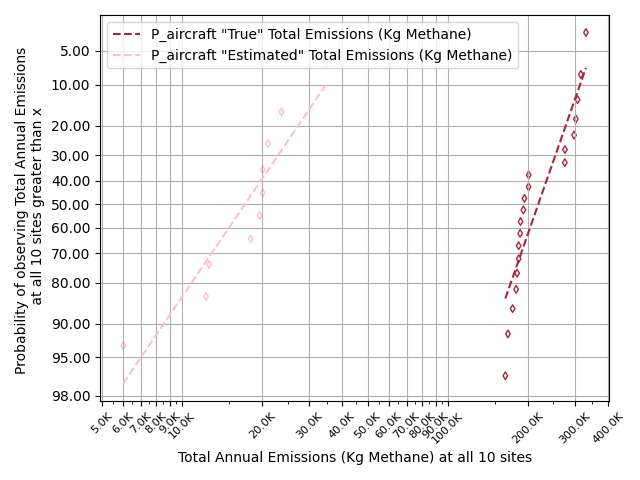 P_aircraft "True" Total Emissions (Kg Methane)
P_aircraft "Estimated" Total Emissions (Kg Methane)
Probability of observing Total Annual Emissions
at all 10 sites greater than x
5.00
10.00
20.00
30.00
40.00
50.00
60.00
70.00
80.00
90.00
95.00
98.00
5.0K
6.0K
7.0K
8.0K
9.0K
10.0K
20.0K
30.0K
40.0K
50.0K
60.0K
70.0K
80.0K
90.0K
100.0K
200.0K
300.0K
400.0K
Total Annual Emissions (Kg Methane) at all 10 sites